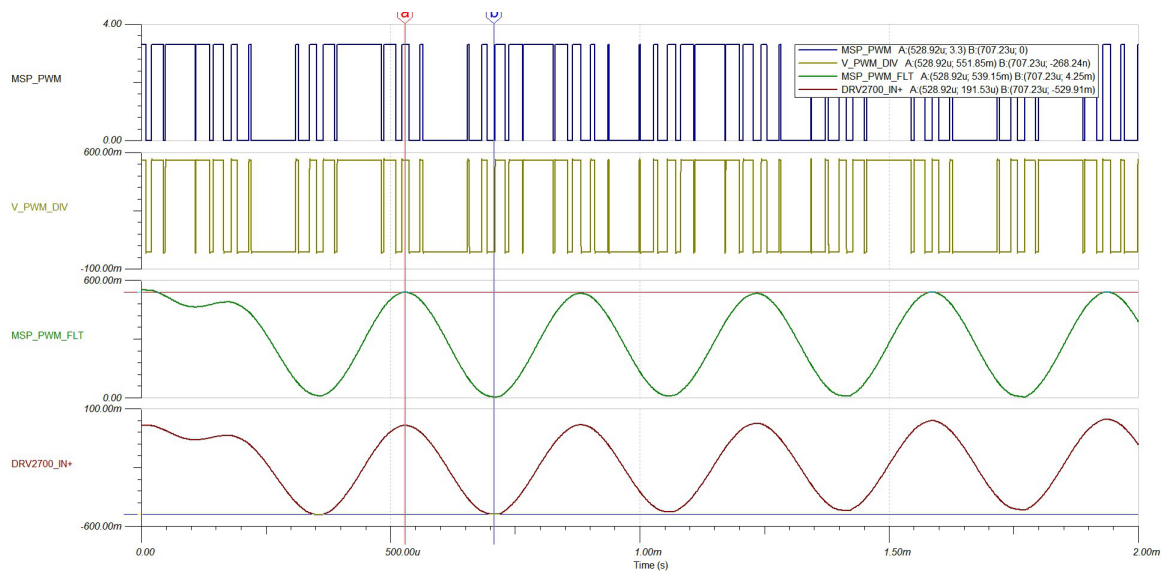 a
b
4.00
MSP_PWM
0.00
MSP_PWM A:(528.92u; 3.3) B:(707.23u; 0)
V_PWM_DIV A:(528.92u; 551.85m) B:(707.23u; -268.24n)
MSP_PWM_FLT A:(528.92u; 539.15m) B:(707.23u; 4.25m)
DRV2700_IN+ A:(528.92u; 191.53u) B:(707.23u; -529.91m)
600.00m
V_PWM_DIV
-100.00m
600.00m
MSP_PWM_FLT
0.00
100.00m
DRV2700_IN+
-600.00m
0.00
500.00u
1.00m
1.50m
2.00m
Time (s)